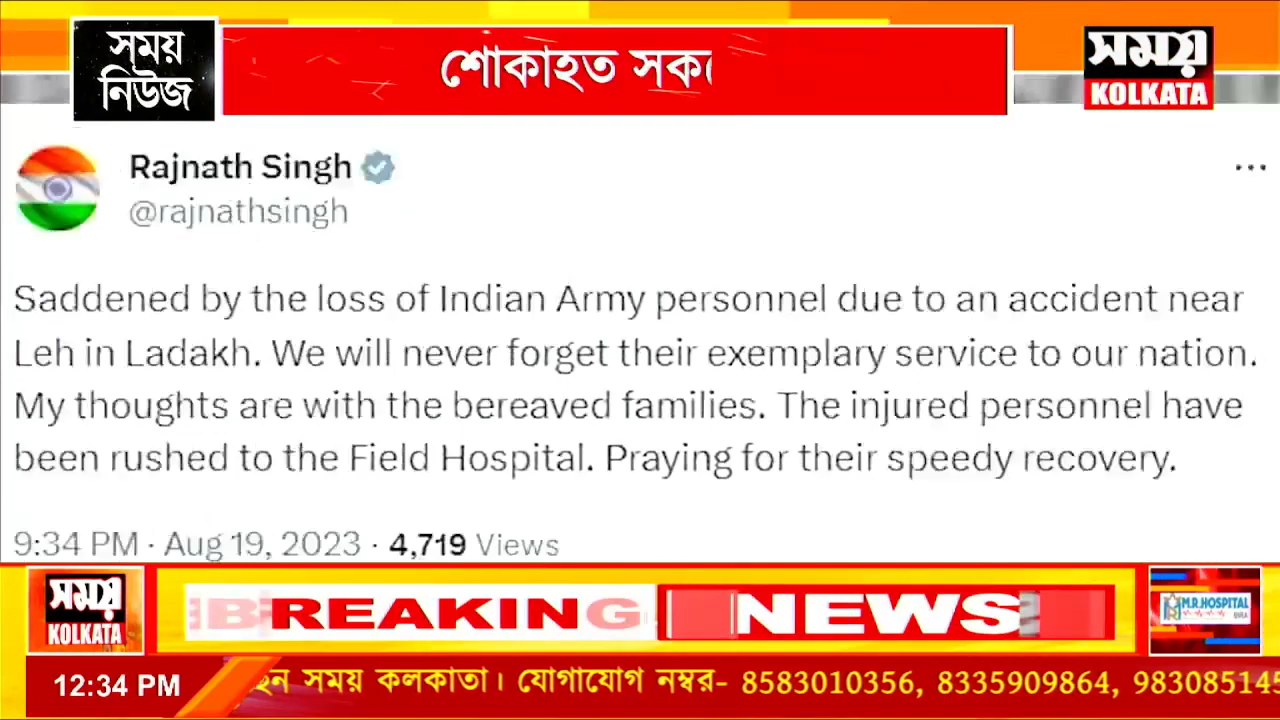 সময়
নিউজ
শোকাহত
সময়
KOLKATA
Rajnath Singh
@rajnathsingh
Saddened by the loss of Indian Army personnel due to an accident near
Leh in Ladakh. We will never forget their exemplary service to our nation.
My thoughts are with the bereaved families. The injured personnel have
been rushed to the Field Hospital. Praying for their speedy recovery.
9:34 PM · Aug 19, 2023 · 4,719 Views
সময়
KOLKATA
BREAKING NEWS
M.R.HOSPITAL
12:34 PM
সময় কলকাতা। যোগাযোগ নম্বর- 8583010356, 8335909864, 983085145